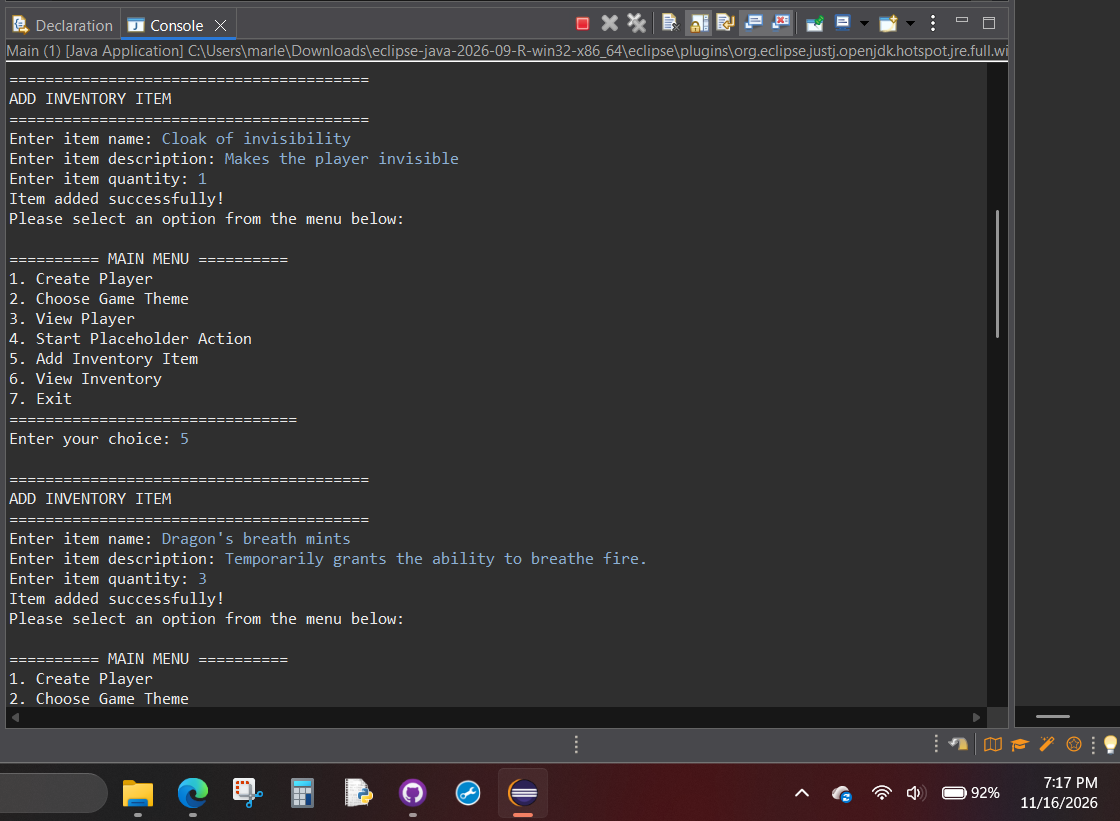 Declaration Console
Main (1) [Java Application] C:\Users\marle\Downloads\eclipse-java-2026-09-R-win32-x86_64\eclipse\plugins\org.eclipse.justj.openjdk.hotspot.jre.full.wi
========================================
ADD INVENTORY ITEM
========================================
Enter item name: Cloak of invisibility
Enter item description: Makes the player invisible
Enter item quantity: 1
Item added successfully!
Please select an option from the menu below:
========== MAIN MENU ==========
1. Create Player
2. Choose Game Theme
3. View Player
4. Start Placeholder Action
5. Add Inventory Item
6. View Inventory
7. Exit
================================
Enter your choice: 5
========================================
ADD INVENTORY ITEM
========================================
Enter item name: Dragon's breath mints
Enter item description: Temporarily grants the ability to breathe fire.
Enter item quantity: 3
Item added successfully!
Please select an option from the menu below:
========== MAIN MENU ==========
1. Create Player
2. Choose Game Theme
92%
7:17 PM
11/16/2026